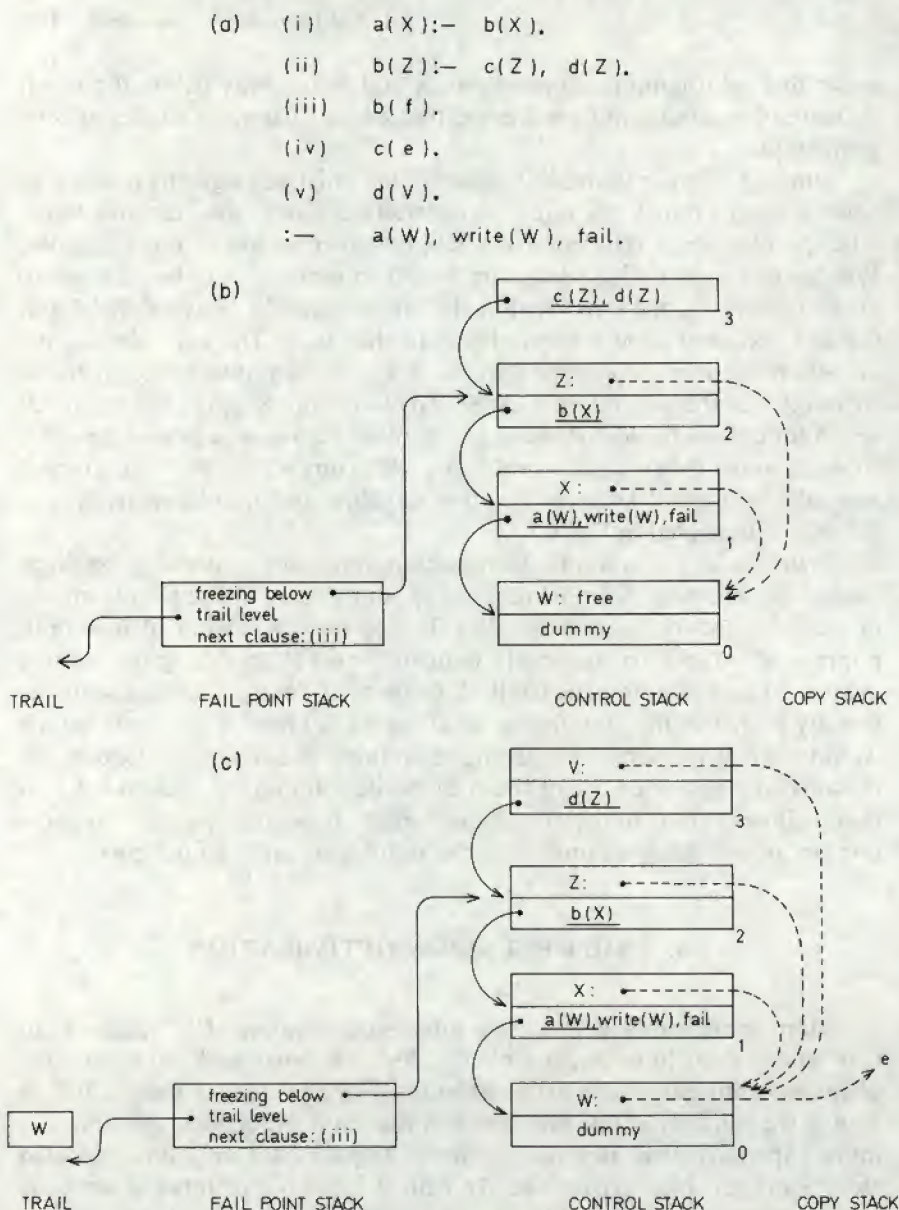 (a) (i) a(X):– b(X).
(ii) b(Z):– c(Z), d(Z).
(iii) b(f).
(iv) c(e).
(v) d(V).
:– a(W), write(W), fail.
(b)
c(Z), d(Z)
3
Z:
b(X)
2
X:
a(W), write(W), fail
1
freezing below
trail level
next clause: (iii)
W: free
dummy
0
TRAIL FAIL POINT STACK CONTROL STACK COPY STACK
(c)
V:
d(Z)
3
Z:
b(X)
2
X:
a(W), write(W), fail
1
W
freezing below
trail level
next clause: (iii)
W:
e
dummy
0
TRAIL FAIL POINT STACK CONTROL STACK COPY STACK